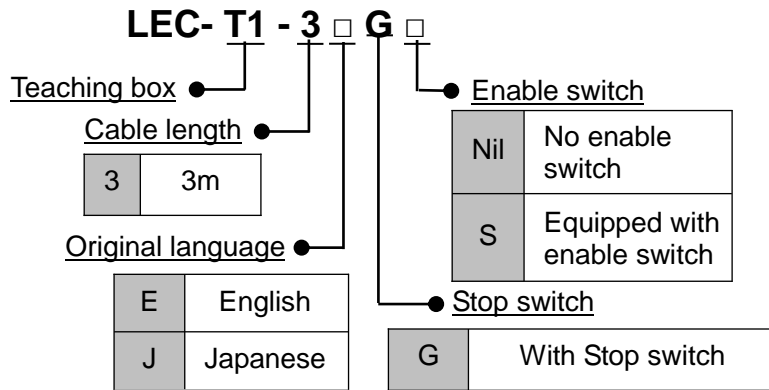 LEC- T1 - 3 □ G □
Teaching box
Enable switch
Cable length
Nil No enable
switch
3 3m
S Equipped with
enable switch
Original language
E English
J Japanese
Stop switch
G With Stop switch